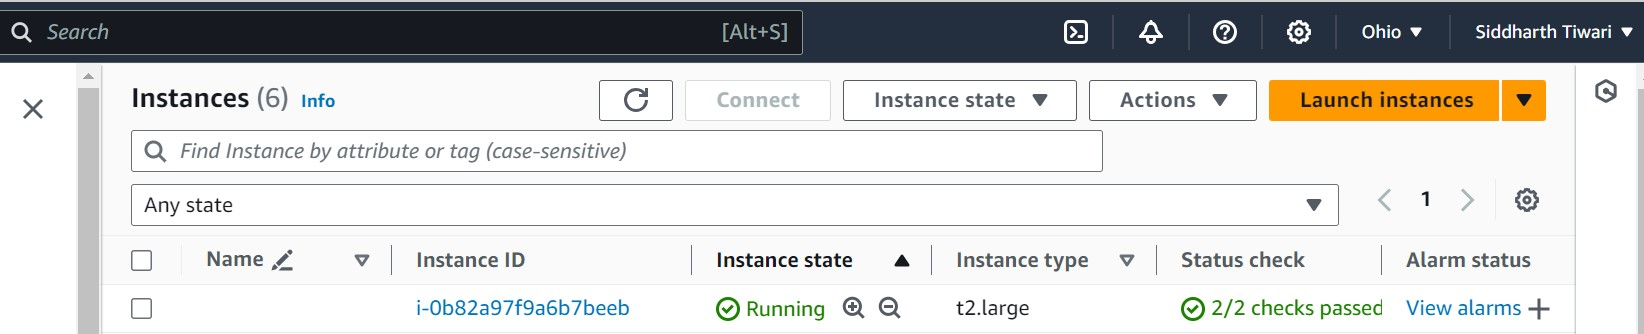 Search [Alt+S] Ohio Siddharth Tiwari
Instances (6) Info Connect Instance state Actions Launch instances
Find Instance by attribute or tag (case-sensitive)
Any state 1
Name Instance ID Instance state Instance type Status check Alarm status
i-0b82a97f9a6b7beeb Running t2.large 2/2 checks passed View alarms